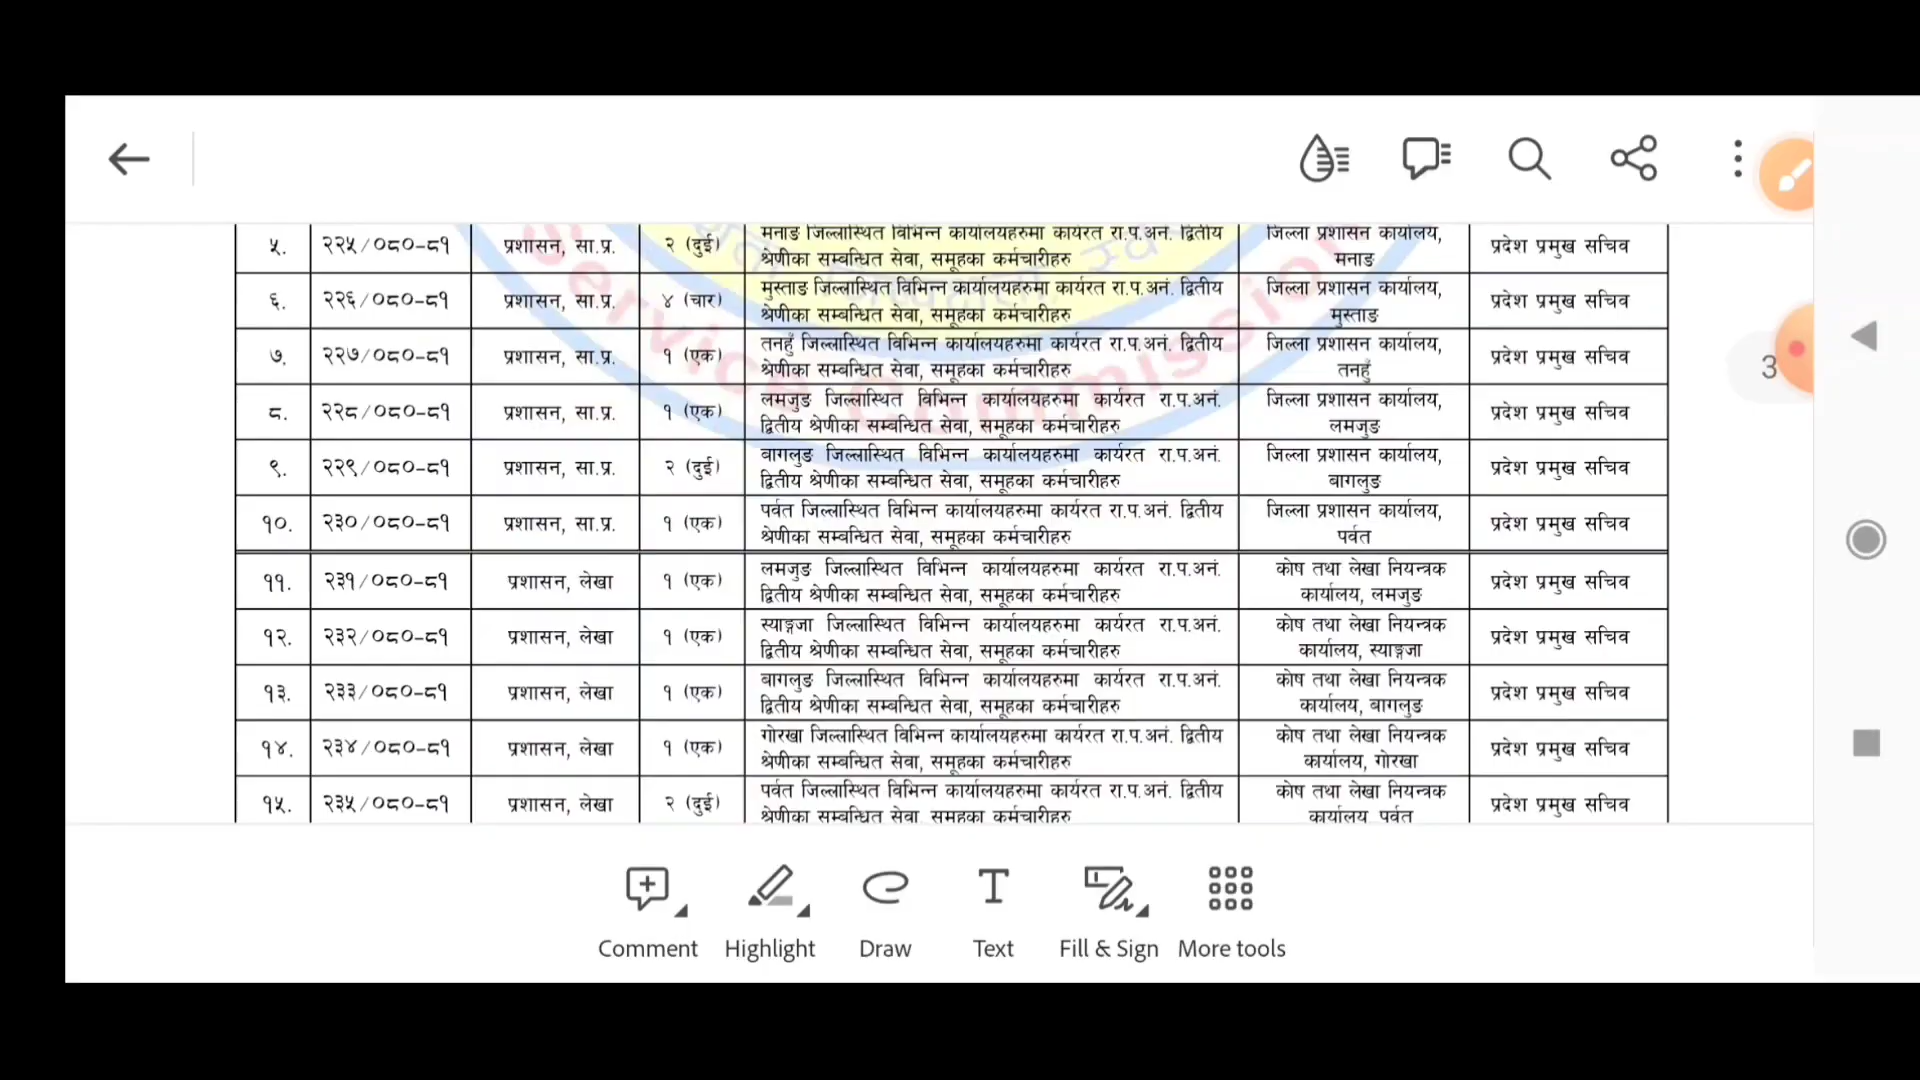 ३
५. २२५/०८०-८१ प्रशासन, सा.प्र. २ (दुई) मनाङ जिल्लास्थित विभिन्न कार्यालयहरुमा कार्यरत रा.प.अनं. द्वितीय जिल्ला प्रशासन कार्यालय, प्रदेश प्रमुख सचिव
श्रेणीका सम्बन्धित सेवा, समूहका कर्मचारीहरु मनाङ
६. २२६/०८०-८१ प्रशासन, सा.प्र. ४ (चार) मुस्ताङ जिल्लास्थित विभिन्न कार्यालयहरुमा कार्यरत रा.प.अनं. द्वितीय जिल्ला प्रशासन कार्यालय, प्रदेश प्रमुख सचिव
श्रेणीका सम्बन्धित सेवा, समूहका कर्मचारीहरु मुस्ताङ
७. २२७/०८०-८१ प्रशासन, सा.प्र. १ (एक) तनहुँ जिल्लास्थित विभिन्न कार्यालयहरुमा कार्यरत रा.प.अनं. द्वितीय जिल्ला प्रशासन कार्यालय, प्रदेश प्रमुख सचिव
श्रेणीका सम्बन्धित सेवा, समूहका कर्मचारीहरु तनहुँ
८. २२८/०८०-८१ प्रशासन, सा.प्र. १ (एक) लमजुङ जिल्लास्थित विभिन्न कार्यालयहरुमा कार्यरत रा.प.अनं. जिल्ला प्रशासन कार्यालय, प्रदेश प्रमुख सचिव
द्वितीय श्रेणीका सम्बन्धित सेवा, समूहका कर्मचारीहरु लमजुङ
९. २२९/०८०-८१ प्रशासन, सा.प्र. २ (दुई) बागलुङ जिल्लास्थित विभिन्न कार्यालयहरुमा कार्यरत रा.प.अनं. जिल्ला प्रशासन कार्यालय, प्रदेश प्रमुख सचिव
द्वितीय श्रेणीका सम्बन्धित सेवा, समूहका कर्मचारीहरु बागलुङ
१०. २३०/०८०-८१ प्रशासन, सा.प्र. १ (एक) पर्वत जिल्लास्थित विभिन्न कार्यालयहरुमा कार्यरत रा.प.अनं. द्वितीय जिल्ला प्रशासन कार्यालय, प्रदेश प्रमुख सचिव
श्रेणीका सम्बन्धित सेवा, समूहका कर्मचारीहरु पर्वत
११. २३१/०८०-८१ प्रशासन, लेखा १ (एक) लमजुङ जिल्लास्थित विभिन्न कार्यालयहरुमा कार्यरत रा.प.अनं. कोष तथा लेखा नियन्त्रक प्रदेश प्रमुख सचिव
द्वितीय श्रेणीका सम्बन्धित सेवा, समूहका कर्मचारीहरु कार्यालय, लमजुङ
१२. २३२/०८०-८१ प्रशासन, लेखा १ (एक) स्याङ्गजा जिल्लास्थित विभिन्न कार्यालयहरुमा कार्यरत रा.प.अनं. कोष तथा लेखा नियन्त्रक प्रदेश प्रमुख सचिव
द्वितीय श्रेणीका सम्बन्धित सेवा, समूहका कर्मचारीहरु कार्यालय, स्याङ्गजा
१३. २३३/०८०-८१ प्रशासन, लेखा १ (एक) बागलुङ जिल्लास्थित विभिन्न कार्यालयहरुमा कार्यरत रा.प.अनं. कोष तथा लेखा नियन्त्रक प्रदेश प्रमुख सचिव
द्वितीय श्रेणीका सम्बन्धित सेवा, समूहका कर्मचारीहरु कार्यालय, बागलुङ
१४. २३४/०८०-८१ प्रशासन, लेखा १ (एक) गोरखा जिल्लास्थित विभिन्न कार्यालयहरुमा कार्यरत रा.प.अनं. द्वितीय कोष तथा लेखा नियन्त्रक प्रदेश प्रमुख सचिव
श्रेणीका सम्बन्धित सेवा, समूहका कर्मचारीहरु कार्यालय, गोरखा
१५. २३५/०८०-८१ प्रशासन, लेखा २ (दुई) पर्वत जिल्लास्थित विभिन्न कार्यालयहरुमा कार्यरत रा.प.अनं. द्वितीय कोष तथा लेखा नियन्त्रक प्रदेश प्रमुख सचिव
श्रेणीका सम्बन्धित सेवा, समूहका कर्मचारीहरु कार्यालय, पर्वत
Service Commission
Comment Highlight Draw Text Fill & Sign More tools